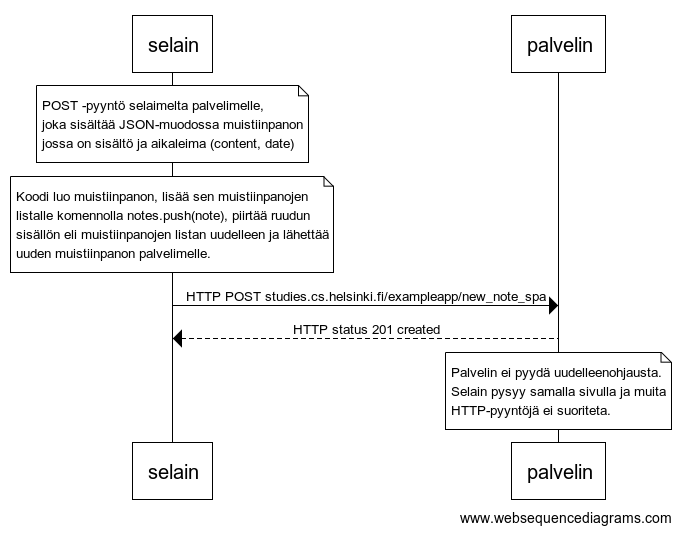 selain
palvelin
POST -pyyntö selaimelta palvelimelle,
joka sisältää JSON-muodossa muistiinpanon
jossa on sisältö ja aikaleima (content, date)
Koodi luo muistiinpanon, lisää sen muistiinpanojen
listalle komennolla notes.push(note), piirtää ruudun
sisällön eli muistiinpanojen listan uudelleen ja lähettää
uuden muistiinpanon palvelimelle.
HTTP POST studies.cs.helsinki.fi/exampleapp/new_note_spa
HTTP status 201 created
Palvelin ei pyydä uudelleenohjausta.
Selain pysyy samalla sivulla ja muita
HTTP-pyyntöjä ei suoriteta.
selain
palvelin
www.websequencediagrams.com